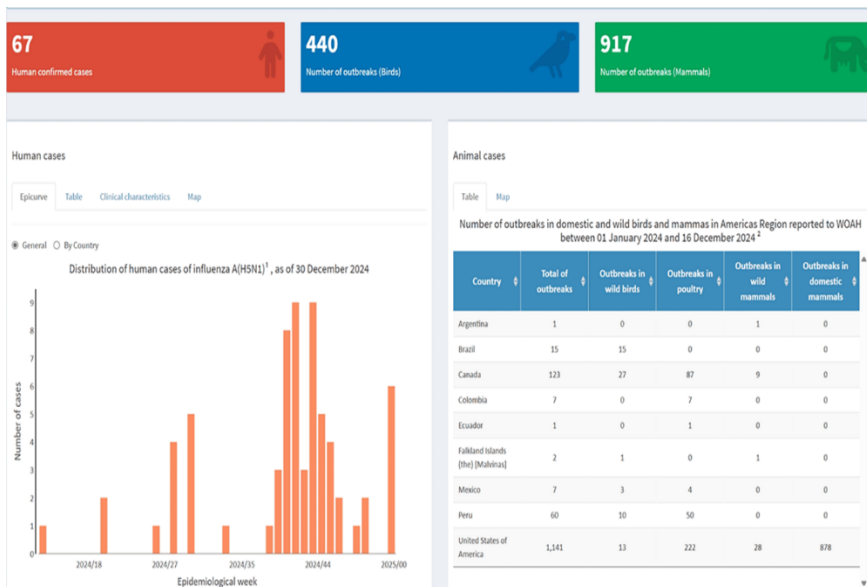 67
Human confirmed cases
440
Number of outbreaks (Birds)
917
Number of outbreaks (Mammals)
Human cases
Epicurve Table Clinical characteristics Map
General By Country
Distribution of human cases of influenza A(H5N1)¹ , as of 30 December 2024
Number of cases
9
8
7
6
5
4
3
2
1
0
2024/18 2024/27 2024/35 2024/44 2025/00
Epidemiological week
Animal cases
Table Map
Number of outbreaks in domestic and wild birds and mammas in Americas Region reported to WOAH
between 01 January 2024 and 16 December 2024 ²
Country Total of outbreaks Outbreaks in wild birds Outbreaks in poultry Outbreaks in wild mammals Outbreaks in domestic mammals
Argentina 1 0 0 1 0
Brazil 15 15 0 0 0
Canada 123 27 87 9 0
Colombia 7 0 7 0 0
Ecuador 1 0 1 0 0
Falkland Islands
(the) [Malvinas] 2 1 0 1 0
Mexico 7 3 4 0 0
Peru 60 10 50 0 0
United States of
America 1,141 13 222 28 878